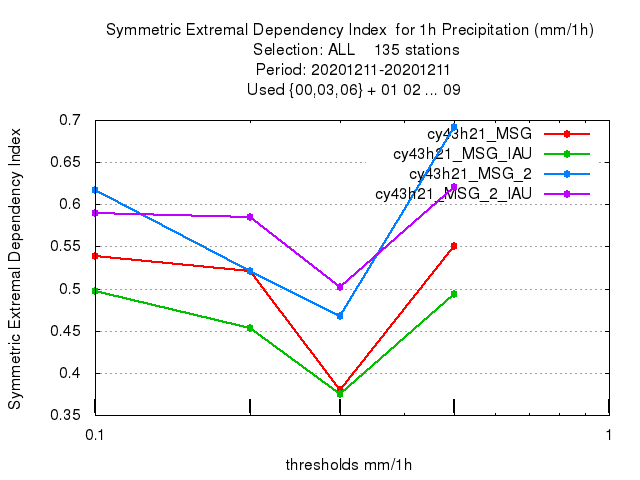 Symmetric Extremal Dependency Index for 1h Precipitation (mm/1h)
Selection: ALL 135 stations
Period: 20201211-20201211
Used {00,03,06} + 01 02 ... 09
Symmetric Extremal Dependency Index
0.7
0.65
0.6
0.55
0.5
0.45
0.4
0.35
cy43h21_MSG
cy43h21_MSG_IAU
cy43h21_MSG_2
cy43h21_MSG_2_IAU
0.1
1
thresholds mm/1h